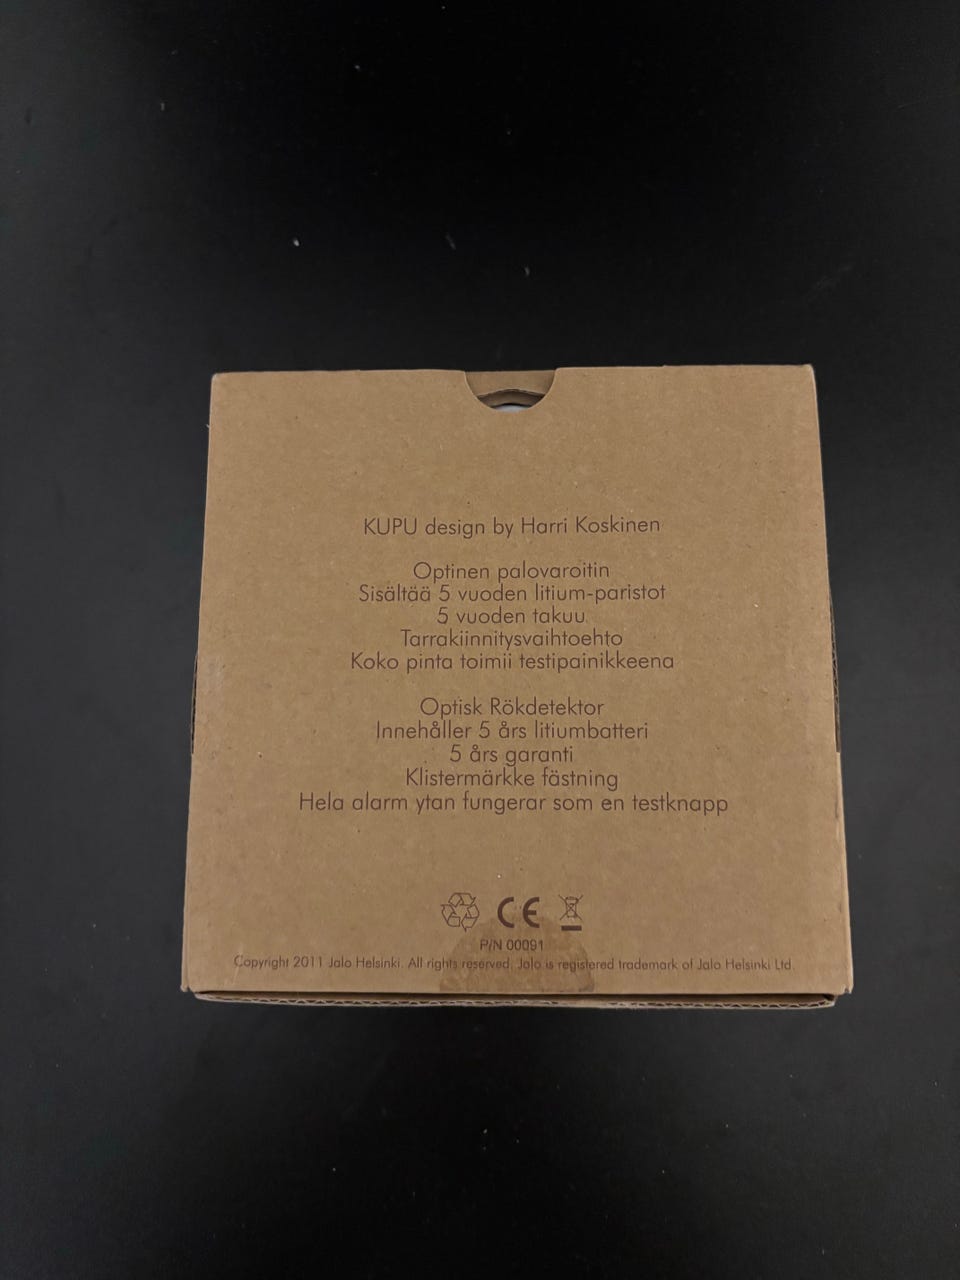 KUPU design by Harri Koskinen
Optinen palovaroitin
Sisältää 5 vuoden litium-paristot
5 vuoden takuu
Tarrakiinnitysvaihtoehto
Koko pinta toimii testipainikkeena
Optisk Rökdetektor
Innehåller 5 års litiumbatteri
5 års garanti
Klistermärkke fästning
Hela alarm ytan fungerar som en testknapp
CE
P/N 00091
Copyright 2011 Jalo Helsinki. All rights reserved. Jalo is registered trademark of Jalo Helsinki Ltd.